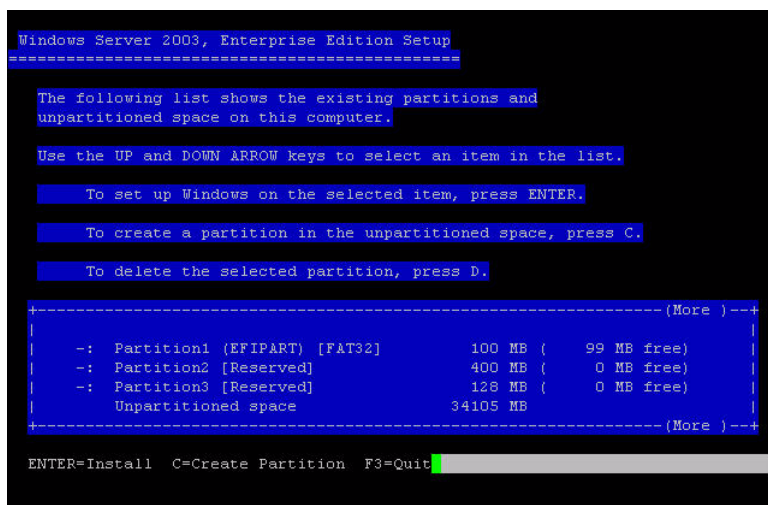 Windows Server 2003, Enterprise Edition Setup
===============================================
The following list shows the existing partitions and
unpartitioned space on this computer.
Use the UP and DOWN ARROW keys to select an item in the list.
To set up Windows on the selected item, press ENTER.
To create a partition in the unpartitioned space, press C.
To delete the selected partition, press D.
(More )
-: Partition1 (EFIPART) [FAT32] 100 MB ( 99 MB free)
-: Partition2 [Reserved] 400 MB ( 0 MB free)
-: Partition3 [Reserved] 128 MB ( 0 MB free)
Unpartitioned space 34105 MB
(More )
ENTER=Install C=Create Partition F3=Quit